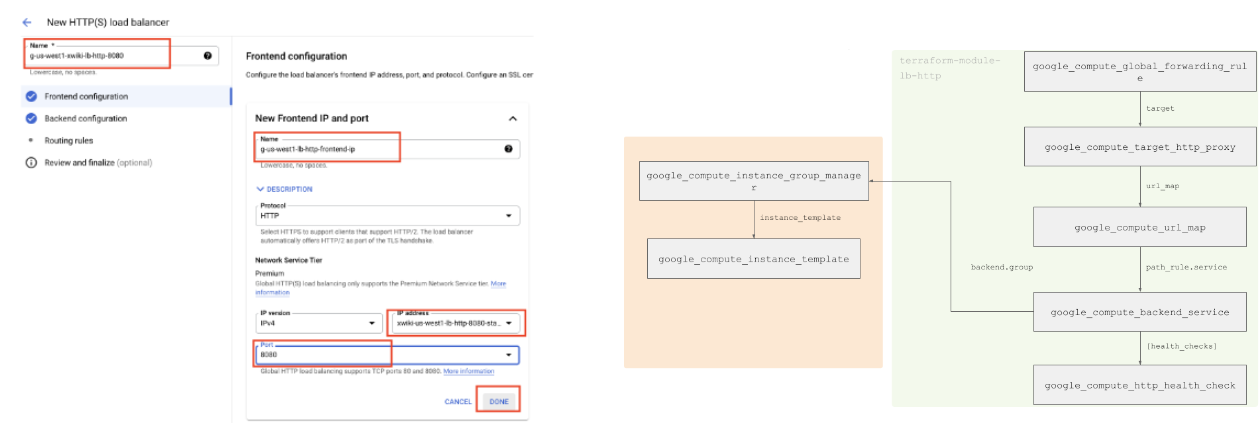 New HTTP(S) load balancer
Name *
g-us-west1-xwiki-lb-http-8080
Lowercase, no spaces.
Frontend configuration
Backend configuration
Routing rules
Review and finalize (optional)
Frontend configuration
Configure the load balancer's frontend IP address, port, and protocol. Configure an SSL cer
New Frontend IP and port
Name
g-us-west1-lb-http-frontend-ip
Lowercase, no spaces.
DESCRIPTION
Protocol
HTTP
Select HTTPS to support clients that support HTTP/2. The load balancer
automatically offers HTTP/2 as part of the TLS handshake.
Network Service Tier
Premium
Global HTTP(S) load balancing only supports the Premium Network Service tier. More
information
IP version
IPv4
IP address
xwiki-us-west1-lb-http-8080-sta...
Port
8080
Global HTTP load balancing supports TCP ports 80 and 8080. More information
CANCEL
DONE
google_compute_instance_group_manage
r
instance_template
google_compute_instance_template
terraform-module-
lb-http
google_compute_global_forwarding_rul
e
target
google_compute_target_http_proxy
url_map
google_compute_url_map
path_rule.service
backend.group
google_compute_backend_service
[health_checks]
google_compute_http_health_check